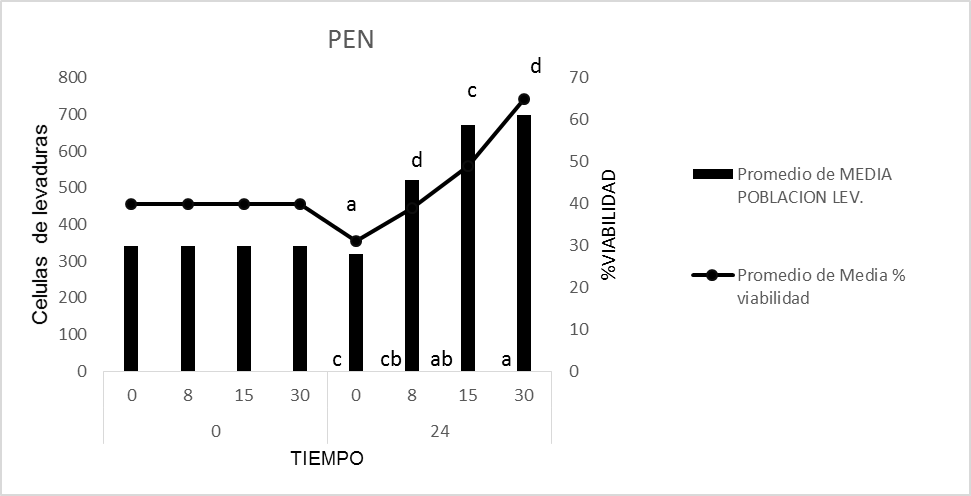 PEN
800
700
600
500
400
300
200
100
0
Celulas de levaduras
70
60
50
40
30
20
10
0
%VIABILIDAD
a
d
c
d
c
cb
ab
a
0 8 15 30 0 8 15 30
0 24
TIEMPO
Promedio de MEDIA
POBLACION LEV.
Promedio de Media %
viabilidad